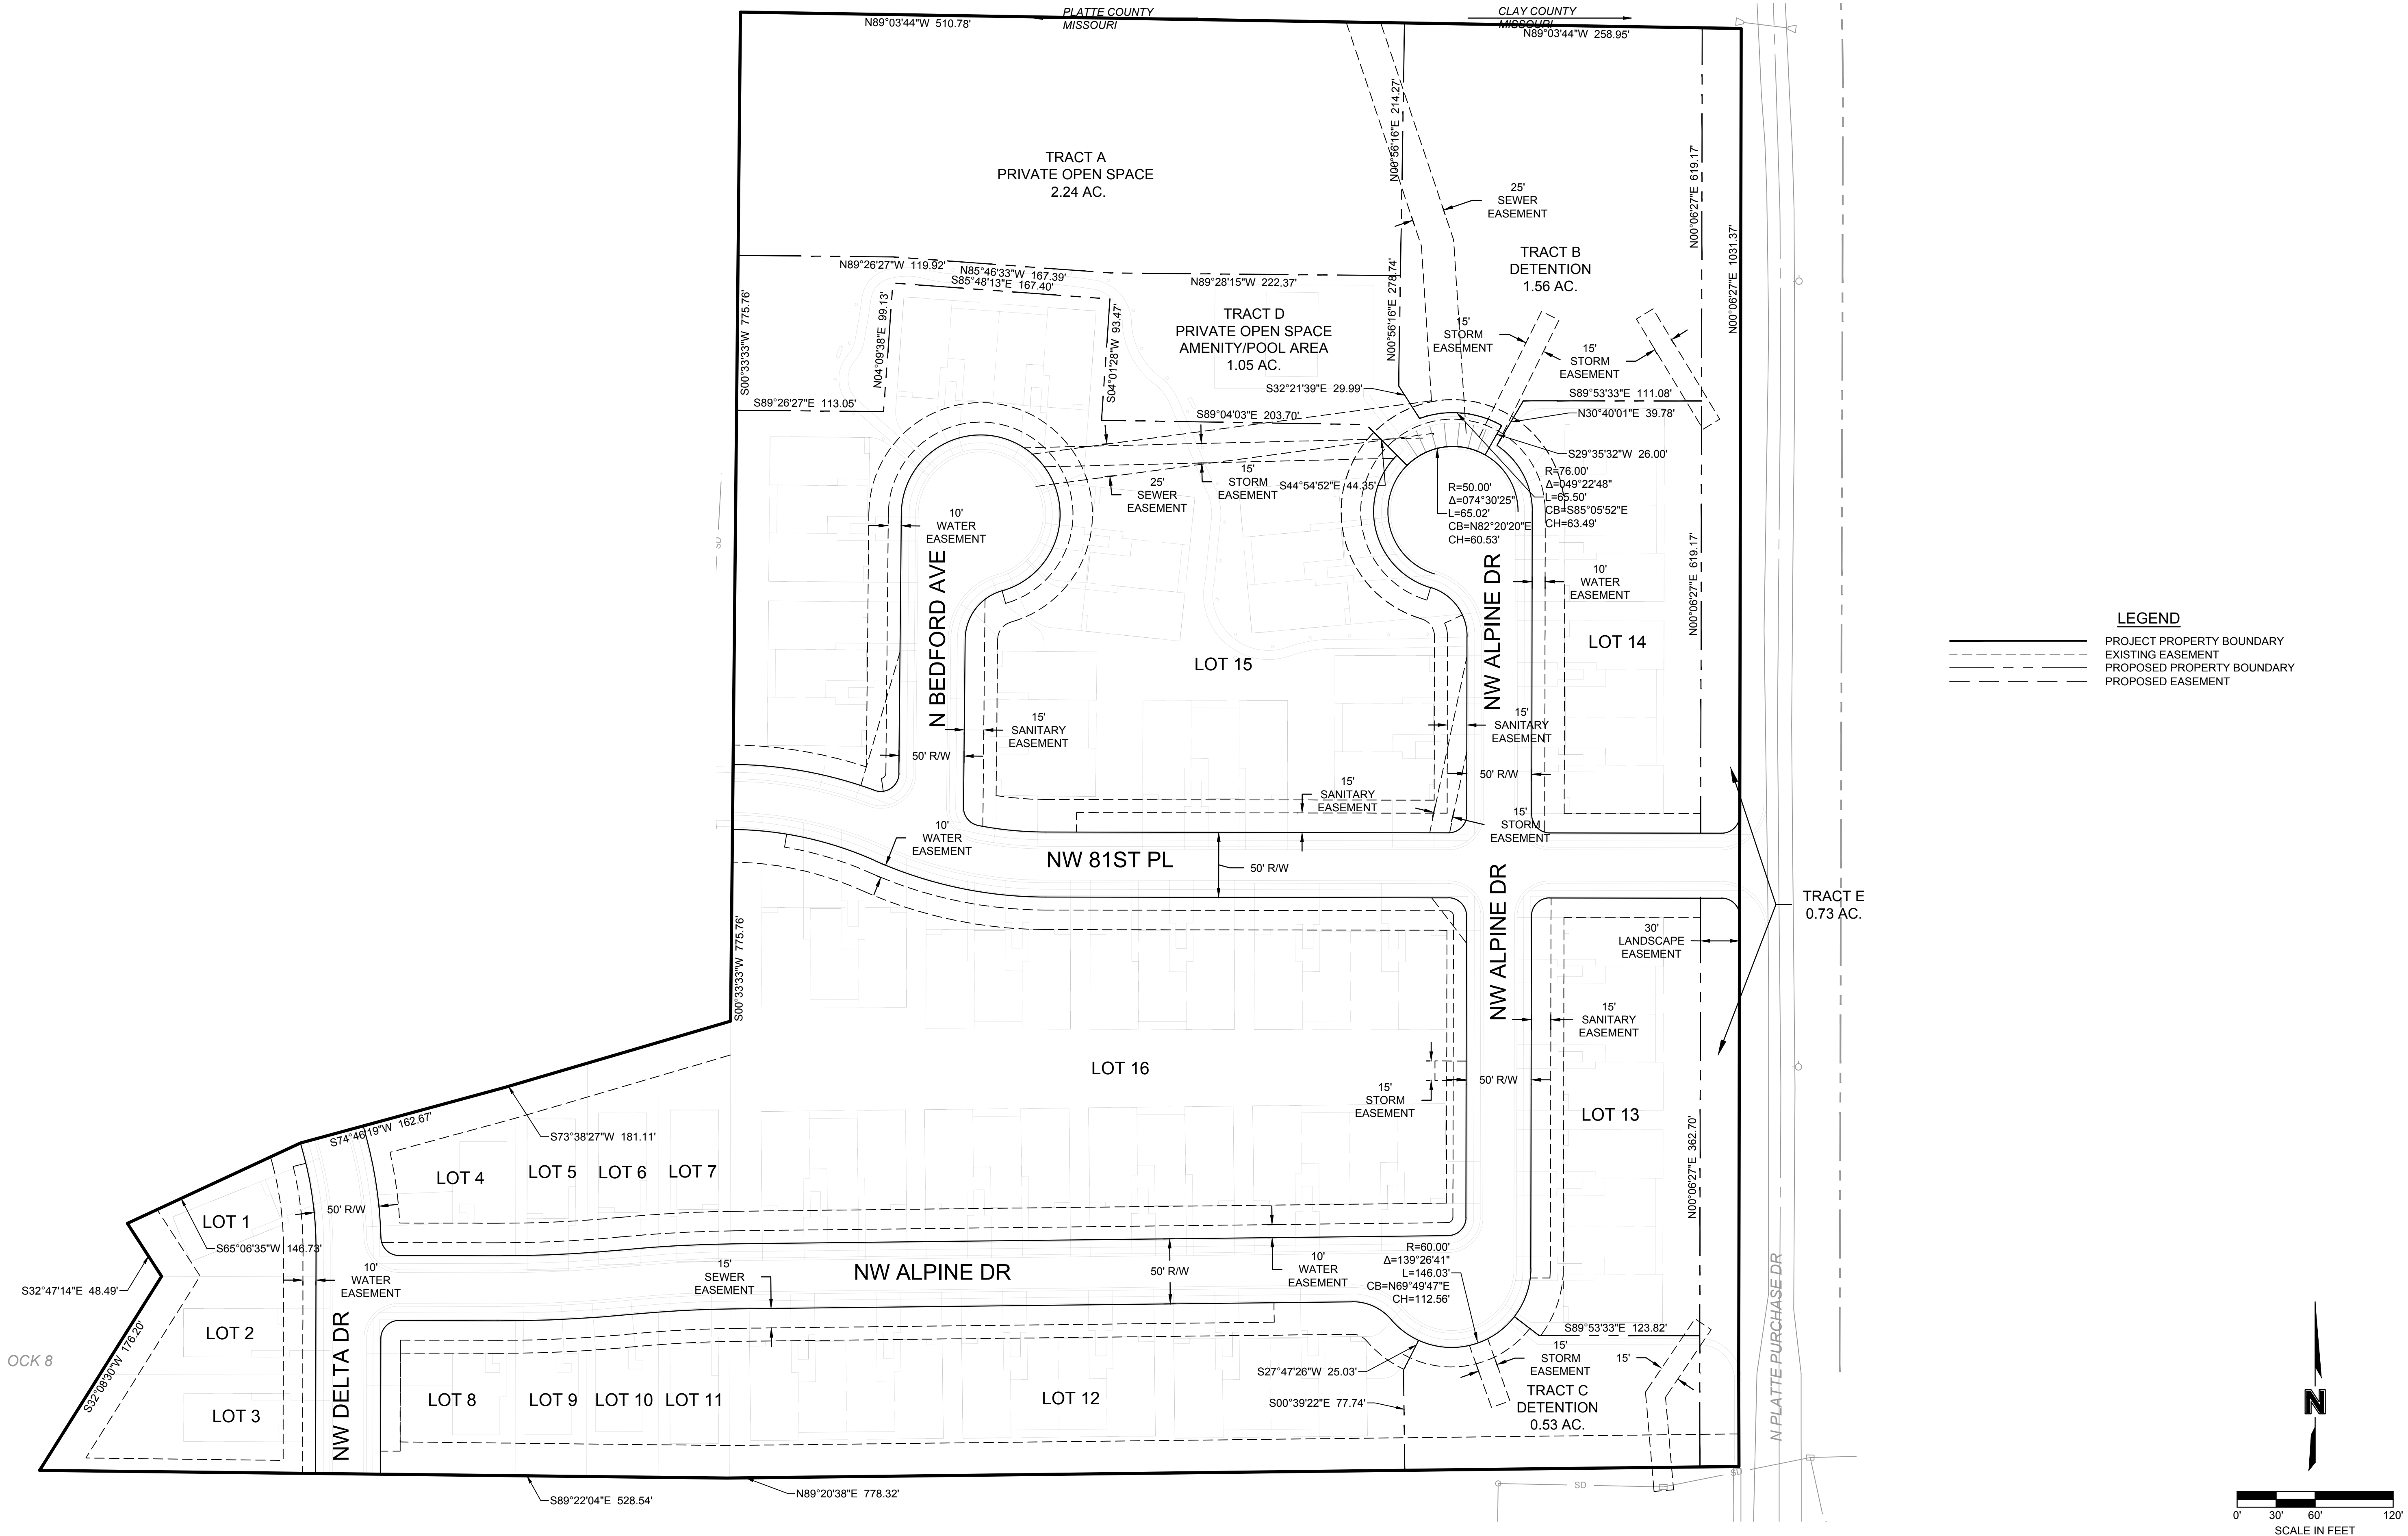 PLATTE COUNTY
MISSOURI
CLAY COUNTY
MISSOURI
N89°03'44"W 510.78'
N89°03'44"W 258.95'
TRACT A
PRIVATE OPEN SPACE
2.24 AC.
N00°56'16"E 214.27'
25'
SEWER
EASEMENT
N00°06'27"E 619.17'
N00°06'27"E 1031.37'
TRACT B
DETENTION
1.56 AC.
N89°26'27"W 119.92'
N85°46'33"W 167.39'
S85°48'13"E 167.40'
N89°28'15"W 222.37'
N00°56'16"E 278.74'
S00°33'33"W 775.76'
N04°09'38"E 99.13'
S04°01'28"W 93.47'
TRACT D
PRIVATE OPEN SPACE
AMENITY/POOL AREA
1.05 AC.
15'
STORM
EASEMENT
15'
STORM
EASEMENT
S32°21'39"E 29.99'
S89°53'33"E 111.08'
N30°40'01"E 39.78'
S89°26'27"E 113.05'
S89°04'03"E 203.70'
S29°35'32"W 26.00'
15'
STORM
EASEMENT
25'
SEWER
EASEMENT
S44°54'52"E 44.35'
R=50.00'
Δ=074°30'25"
L=65.02'
CB=N82°20'20"E
CH=60.53'
R=76.00'
Δ=049°22'48"
L=65.50'
CB=S85°05'52"E
CH=63.49'
SD
10'
WATER
EASEMENT
N BEDFORD AVE
NW ALPINE DR
10'
WATER
EASEMENT
N00°06'27"E 619.17'
LOT 14
LOT 15
LEGEND
PROJECT PROPERTY BOUNDARY
EXISTING EASEMENT
PROPOSED PROPERTY BOUNDARY
PROPOSED EASEMENT
15'
SANITARY
EASEMENT
50' R/W
15'
SANITARY
EASEMENT
50' R/W
15'
SANITARY
EASEMENT
15'
STORM
EASEMENT
10'
WATER
EASEMENT
NW 81ST PL
50' R/W
NW ALPINE DR
TRACT E
0.73 AC.
30'
LANDSCAPE
EASEMENT
S00°33'33"W 775.76'
15'
SANITARY
EASEMENT
LOT 16
50' R/W
15'
STORM
EASEMENT
LOT 13
N00°06'27"E 362.70'
S74°46'19"W 162.67'
S73°38'27"W 181.11'
LOT 4
LOT 5
LOT 6
LOT 7
LOT 1
50' R/W
S65°06'35"W 146.73'
S32°47'14"E 48.49'
10'
WATER
EASEMENT
15'
SEWER
EASEMENT
NW ALPINE DR
50' R/W
10'
WATER
EASEMENT
R=60.00'
Δ=139°26'41"
L=146.03'
CB=N69°49'47"E
CH=112.56'
N PLATTE PURCHASE DR
LOT 2
S32°08'30"W 176.20'
OCK 8
NW DELTA DR
S89°53'33"E 123.82'
15'
STORM
EASEMENT
15'
S27°47'26"W 25.03'
S00°39'22"E 77.74'
TRACT C
DETENTION
0.53 AC.
LOT 3
LOT 8
LOT 9
LOT 10
LOT 11
LOT 12
N
SD
SD
S89°22'04"E 528.54'
N89°20'38"E 778.32'
0'
30'
60'
120'
SCALE IN FEET